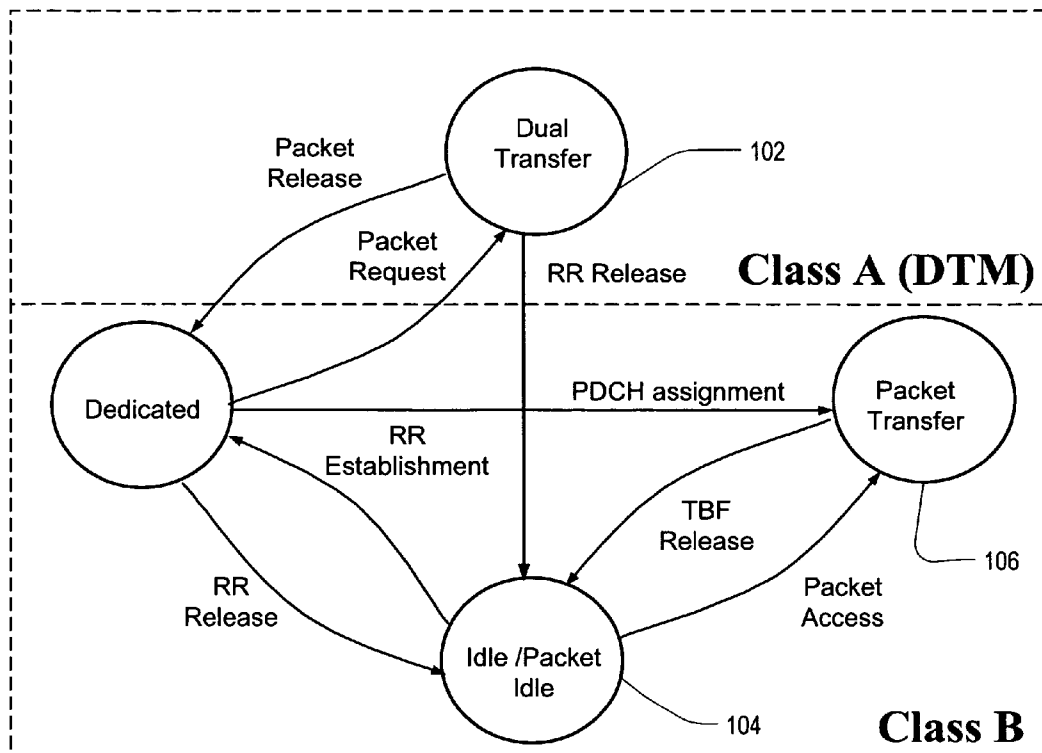 Dual
Transfer
102
Packet
Release
Packet
Request
RR Release
Class A (DTM)
Dedicated
PDCH assignment
Packet
Transfer
RR
Establishment
TBF
Release
106
RR
Release
Packet
Access
Idle /Packet
Idle
104
Class B